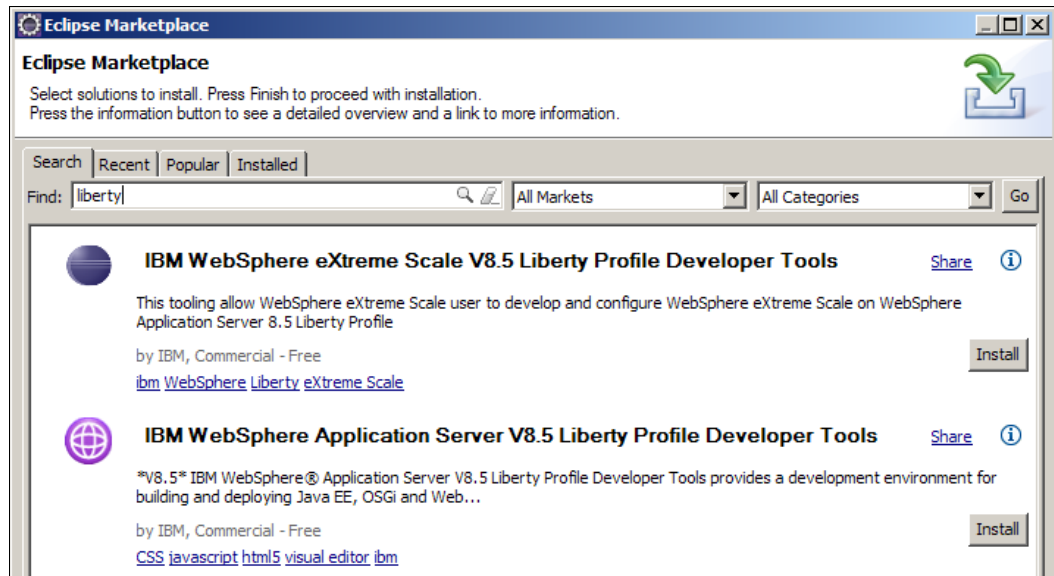 Eclipse Marketplace
Eclipse Marketplace
Select solutions to install. Press Finish to proceed with installation.
Press the information button to see a detailed overview and a link to more information.
Search Recent Popular Installed
Find: liberty All Markets All Categories Go
IBM WebSphere eXtreme Scale V8.5 Liberty Profile Developer Tools Share
This tooling allow WebSphere eXtreme Scale user to develop and configure WebSphere eXtreme Scale on WebSphere
Application Server 8.5 Liberty Profile
by IBM, Commercial - Free Install
ibm WebSphere Liberty eXtreme Scale
IBM WebSphere Application Server V8.5 Liberty Profile Developer Tools Share
*V8.5* IBM WebSphere® Application Server V8.5 Liberty Profile Developer Tools provides a development environment for
building and deploying Java EE, OSGi and Web...
by IBM, Commercial - Free Install
CSS javascript html5 visual editor ibm